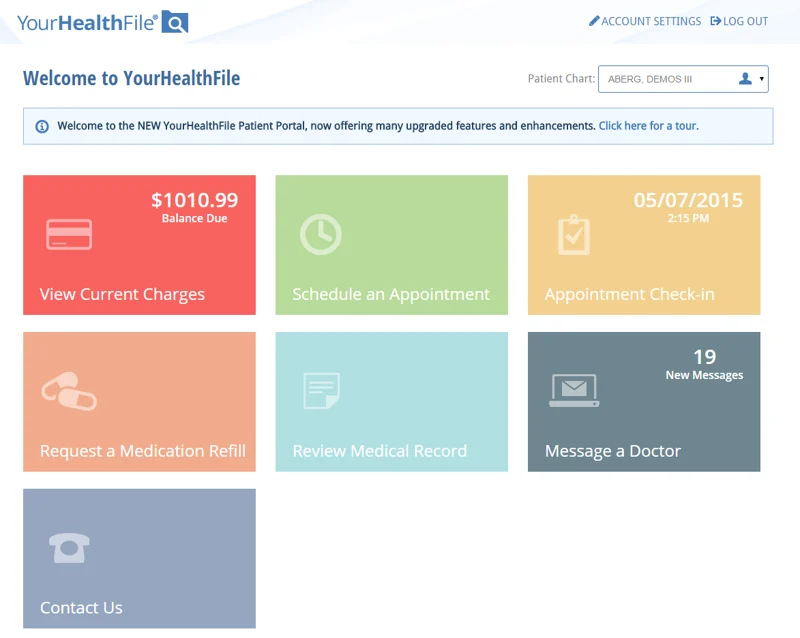 YourHealthFile®
ACCOUNT SETTINGS LOG OUT
Welcome to YourHealthFile
Patient Chart: ABERG, DEMOS III
Welcome to the NEW YourHealthFile Patient Portal, now offering many upgraded features and enhancements. Click here for a tour.
$1010.99
Balance Due
View Current Charges
Schedule an Appointment
05/07/2015
2:15 PM
Appointment Check-in
Request a Medication Refill
Review Medical Record
19
New Messages
Message a Doctor
Contact Us